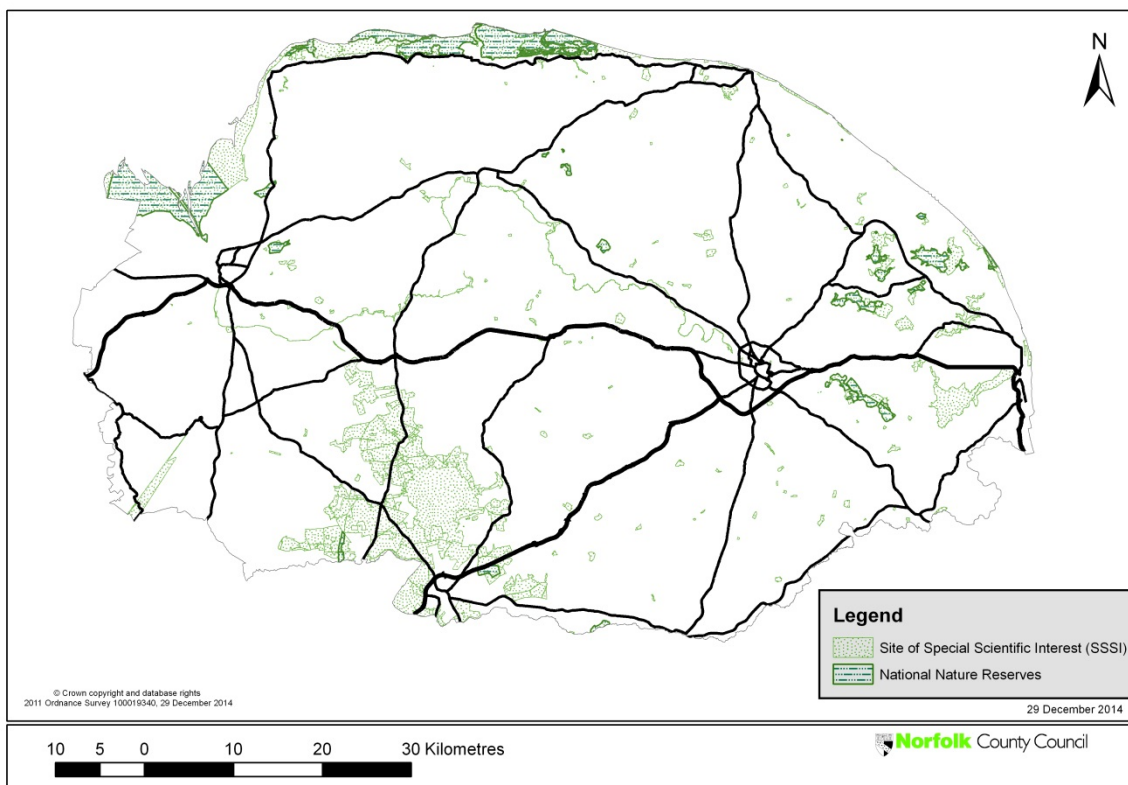 N
Legend
Site of Special Scientific Interest (SSSI)
National Nature Reserves
© Crown copyright and database rights
2011 Ordnance Survey 100019340, 29 December 2014
29 December 2014
10 5 0 10 20 30 Kilometres
Norfolk County Council